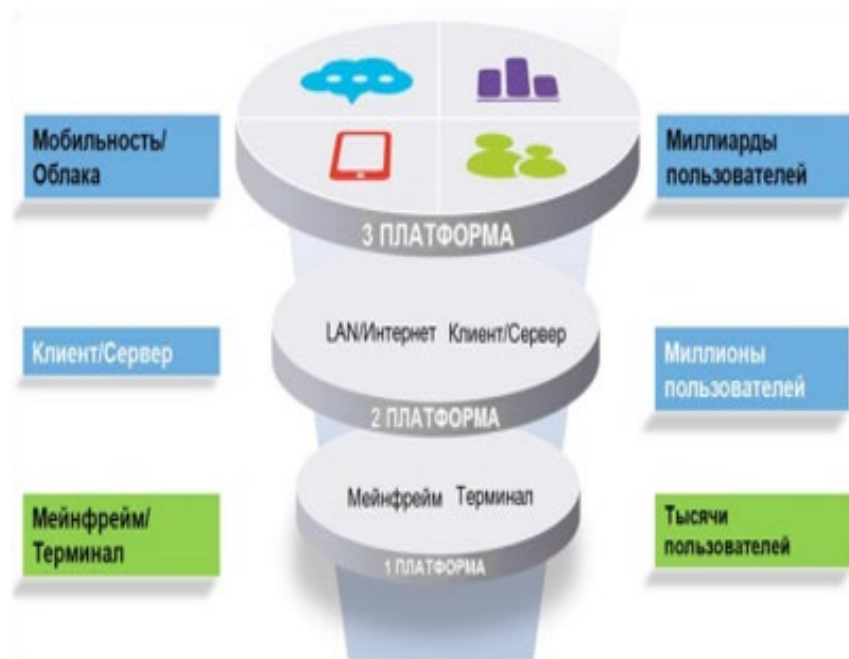 Мобильность/
Облака
Миллиарды
пользователей
3 ПЛАТФОРМА
LAN/Интернет Клиент/Сервер
Клиент/Сервер
Миллионы
пользователей
2 ПЛАТФОРМА
Мейнфрейм Терминал
Мейнфрейм/
Терминал
Тысячи
пользователей
1 ПЛАТФОРМА